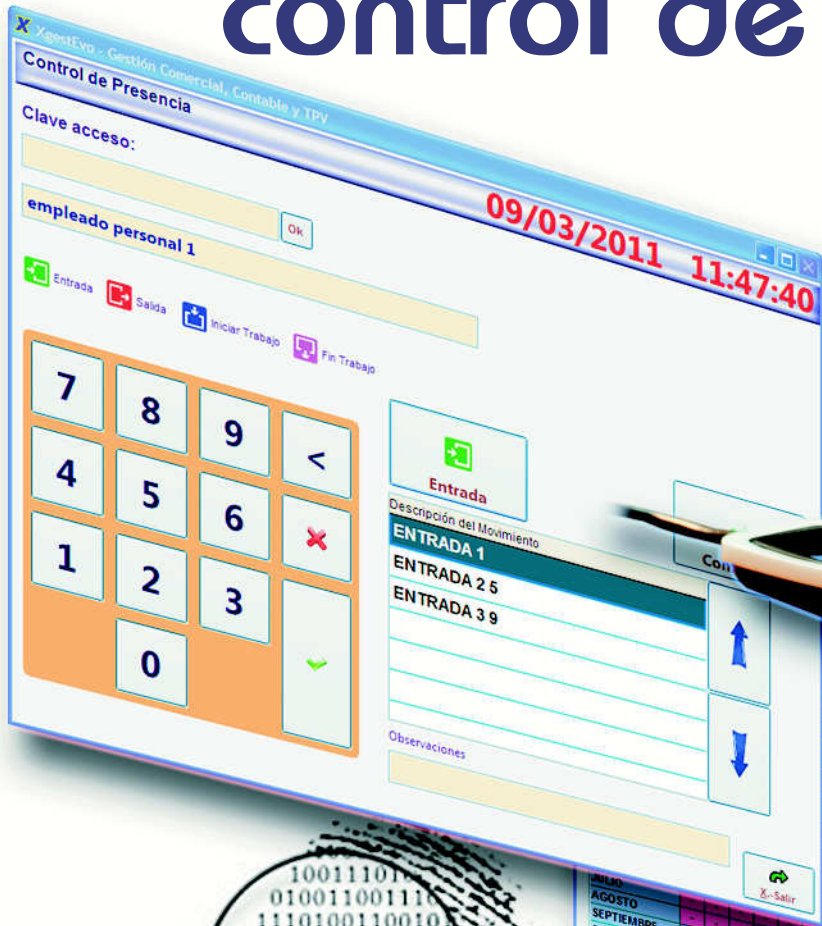 control de
XgestEvo - Gestión Comercial, Contable y TPV
Control de Presencia
09/03/2011 11:47:40
Clave acceso:
Ok
empleado personal 1
Entrada
Salida
Iniciar Trabajo
Fin Trabajo
7 8 9 <
4 5 6
1 2 3
0
Entrada
Descripción del Movimiento
ENTRADA 1
ENTRADA 2 5
ENTRADA 3 9
Observaciones
X.-Salir
JULIO
AGOSTO
SEPTIEMBRE